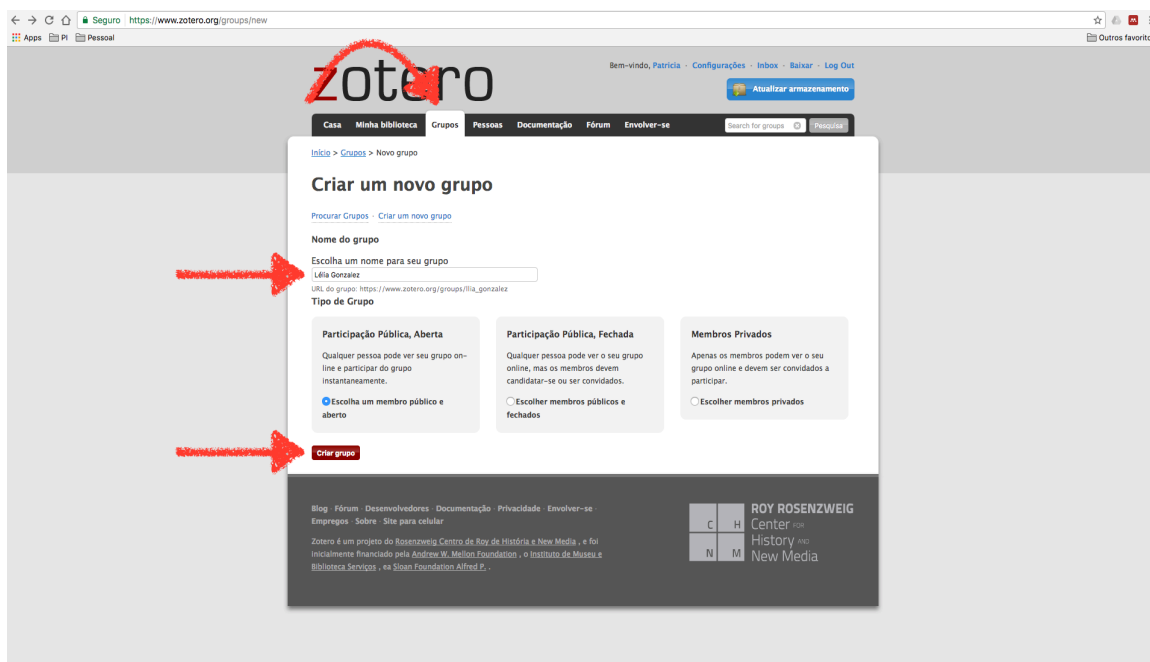 Seguro https://www.zotero.org/groups/new
Apps PI Pessoal Outros favorito
zotero
Bem-vindo, Patricia · Configurações · Inbox · Baixar · Log Out
Atualizar armazenamento
Casa Minha biblioteca Grupos Pessoas Documentação Fórum Envolver-se Search for groups Pesquisa
Início > Grupos > Novo grupo
Criar um novo grupo
Procurar Grupos · Criar um novo grupo
Nome do grupo
Escolha um nome para seu grupo
Lélia Gonzalez
URL do grupo: https://www.zotero.org/groups/llia_gonzalez
Tipo de Grupo
Participação Pública, Aberta
Qualquer pessoa pode ver seu grupo on-
line e participar do grupo
instantaneamente.
Escolha um membro público e
aberto
Participação Pública, Fechada
Qualquer pessoa pode ver o seu grupo
online, mas os membros devem
candidatar-se ou ser convidados.
Escolher membros públicos e
fechados
Membros Privados
Apenas os membros podem ver o seu
grupo online e devem ser convidados a
participar.
Escolher membros privados
Criar grupo
Blog · Fórum · Desenvolvedores · Documentação · Privacidade · Envolver-se ·
Empregos · Sobre · Site para celular
Zotero é um projeto do Rosenzweig Centro de Roy de História e New Media , e foi
inicialmente financiado pela Andrew W. Mellon Foundation , o Instituto de Museu e
Biblioteca Serviços , ea Sloan Foundation Alfred P. .
C H N M
ROY ROSENZWEIG
Center FOR
History AND
New Media